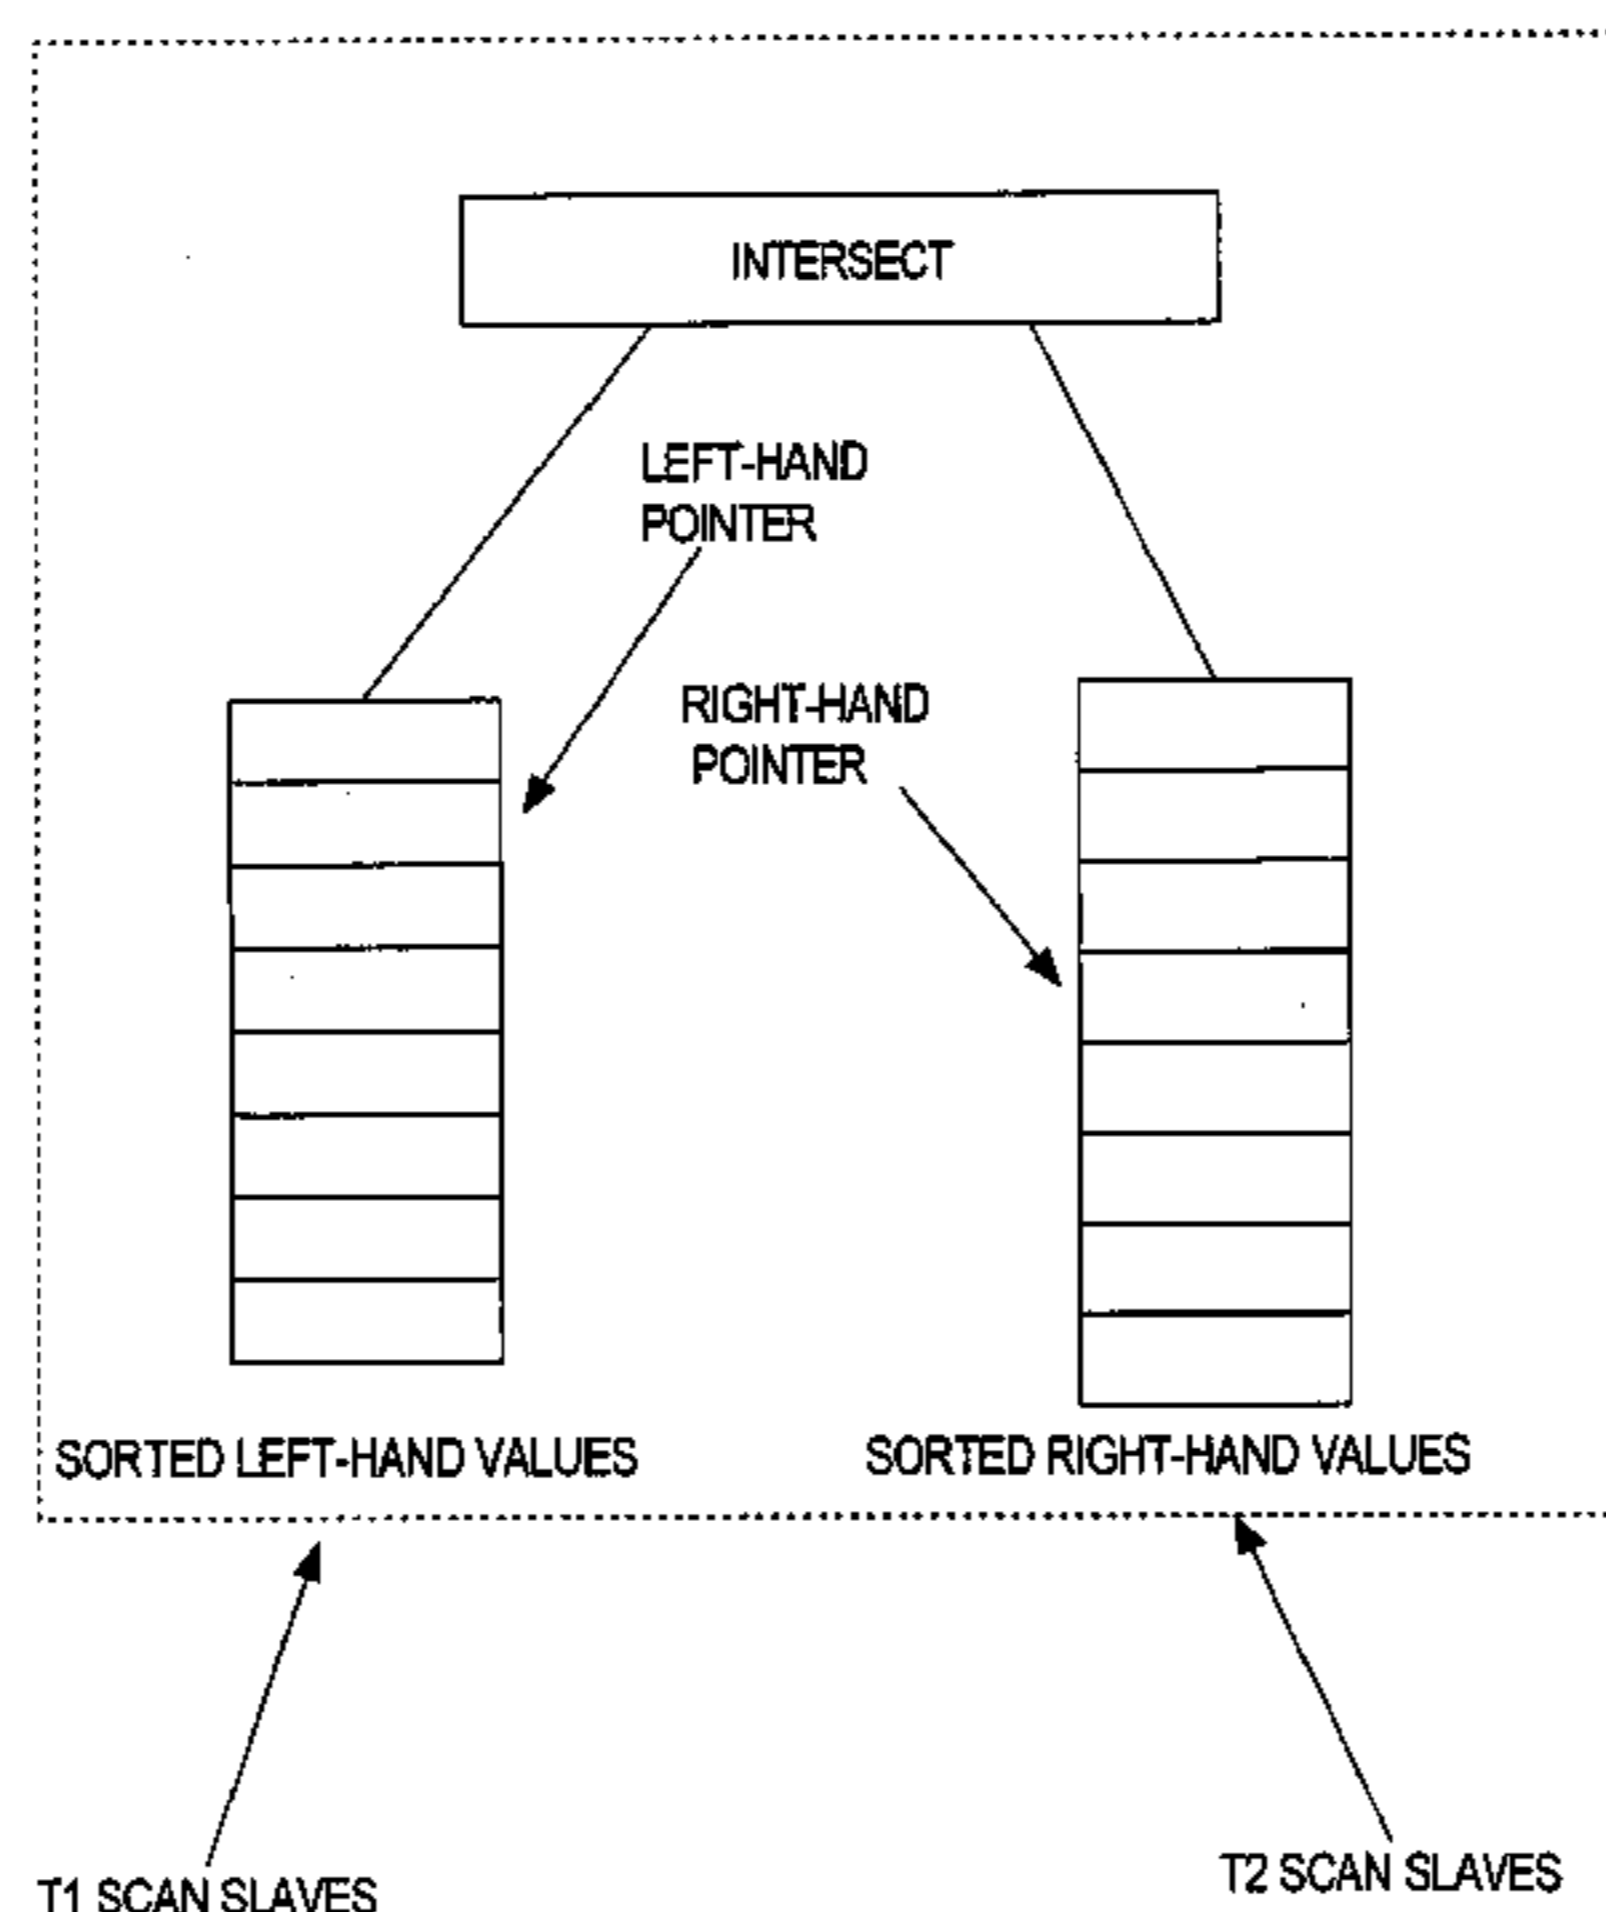 INTERSECT
LEFT-HAND
POINTER
RIGHT-HAND
POINTER
SORTED LEFT-HAND VALUES
SORTED RIGHT-HAND VALUES
T1 SCAN SLAVES
T2 SCAN SLAVES